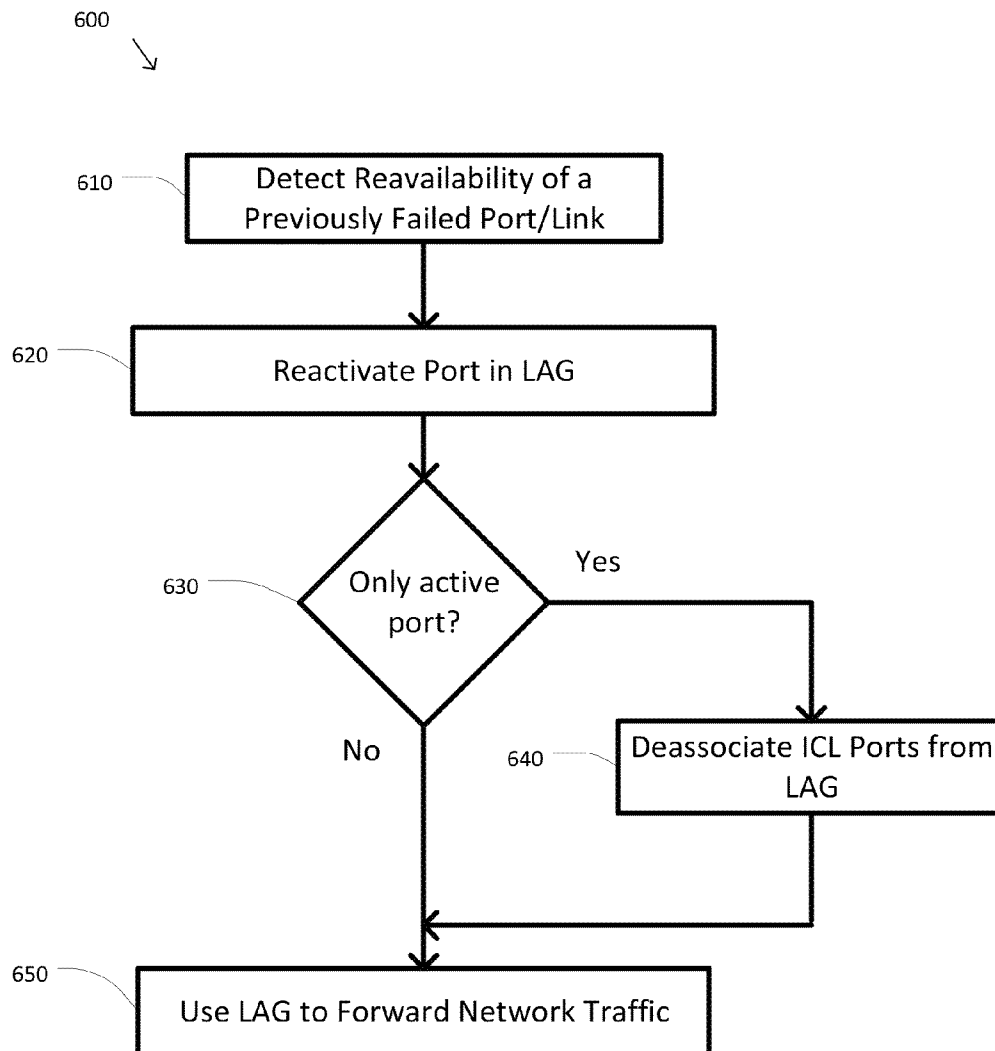 600
610
Detect Reavailability of a
Previously Failed Port/Link
620
Reactivate Port in LAG
630
Only active
port?
Yes
No
640
Deassociate ICL Ports from
LAG
650
Use LAG to Forward Network Traffic